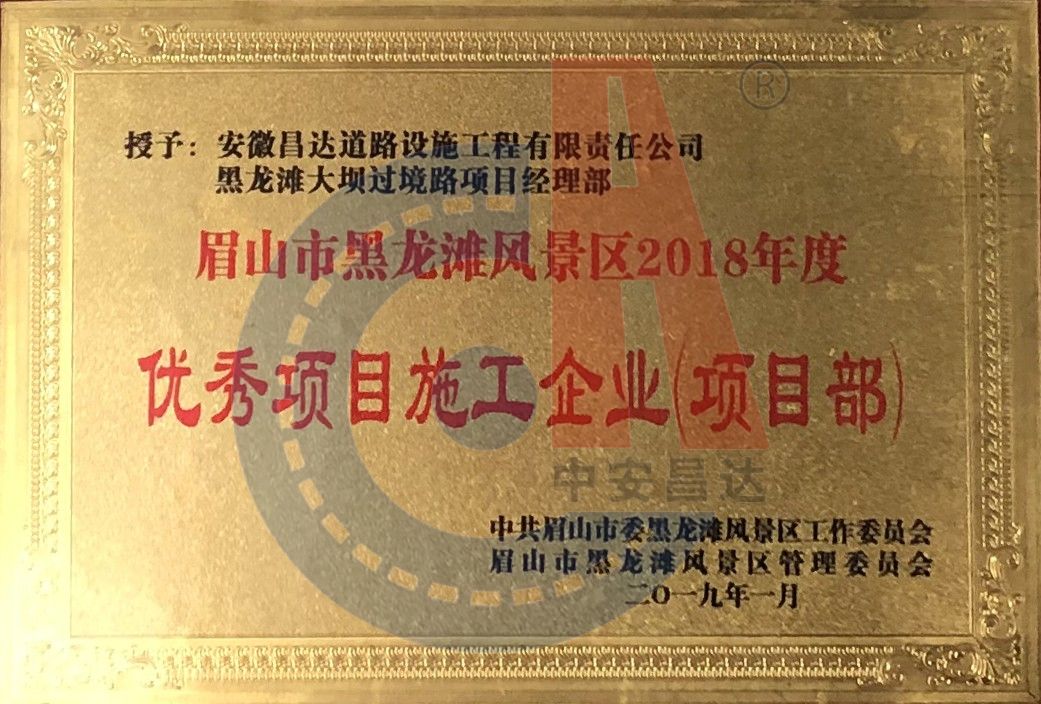 授予：安徽昌达道路设施工程有限责任公司
黑龙滩大坝过境路项目经理部
眉山市黑龙滩风景区2018年度
优秀项目施工企业(项目部)
中安昌达
中共眉山市委黑龙滩风景区工作委员会
眉山市黑龙滩风景区管理委员会
二〇一九年一月
®